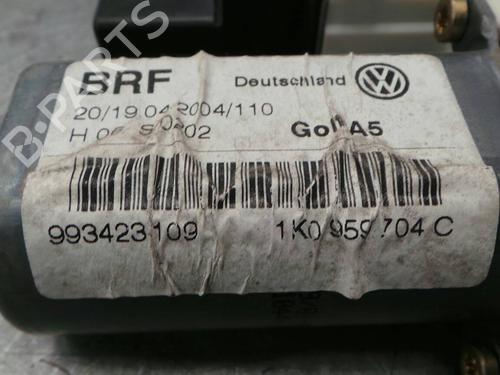 B-PARTS
BRF Deutschland
20/19.04.2004/110
Golf A5
993423109 1K0 959 704 C